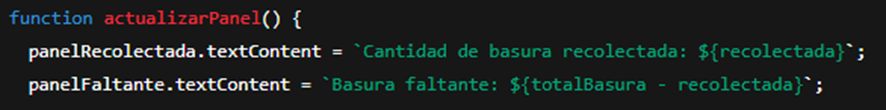 function actualizarPanel() {
panelRecolectada.textContent = `Cantidad de basura recolectada: ${recolectada}`;
panelFaltante.textContent = `Basura faltante: ${totalBasura - recolectada}`;